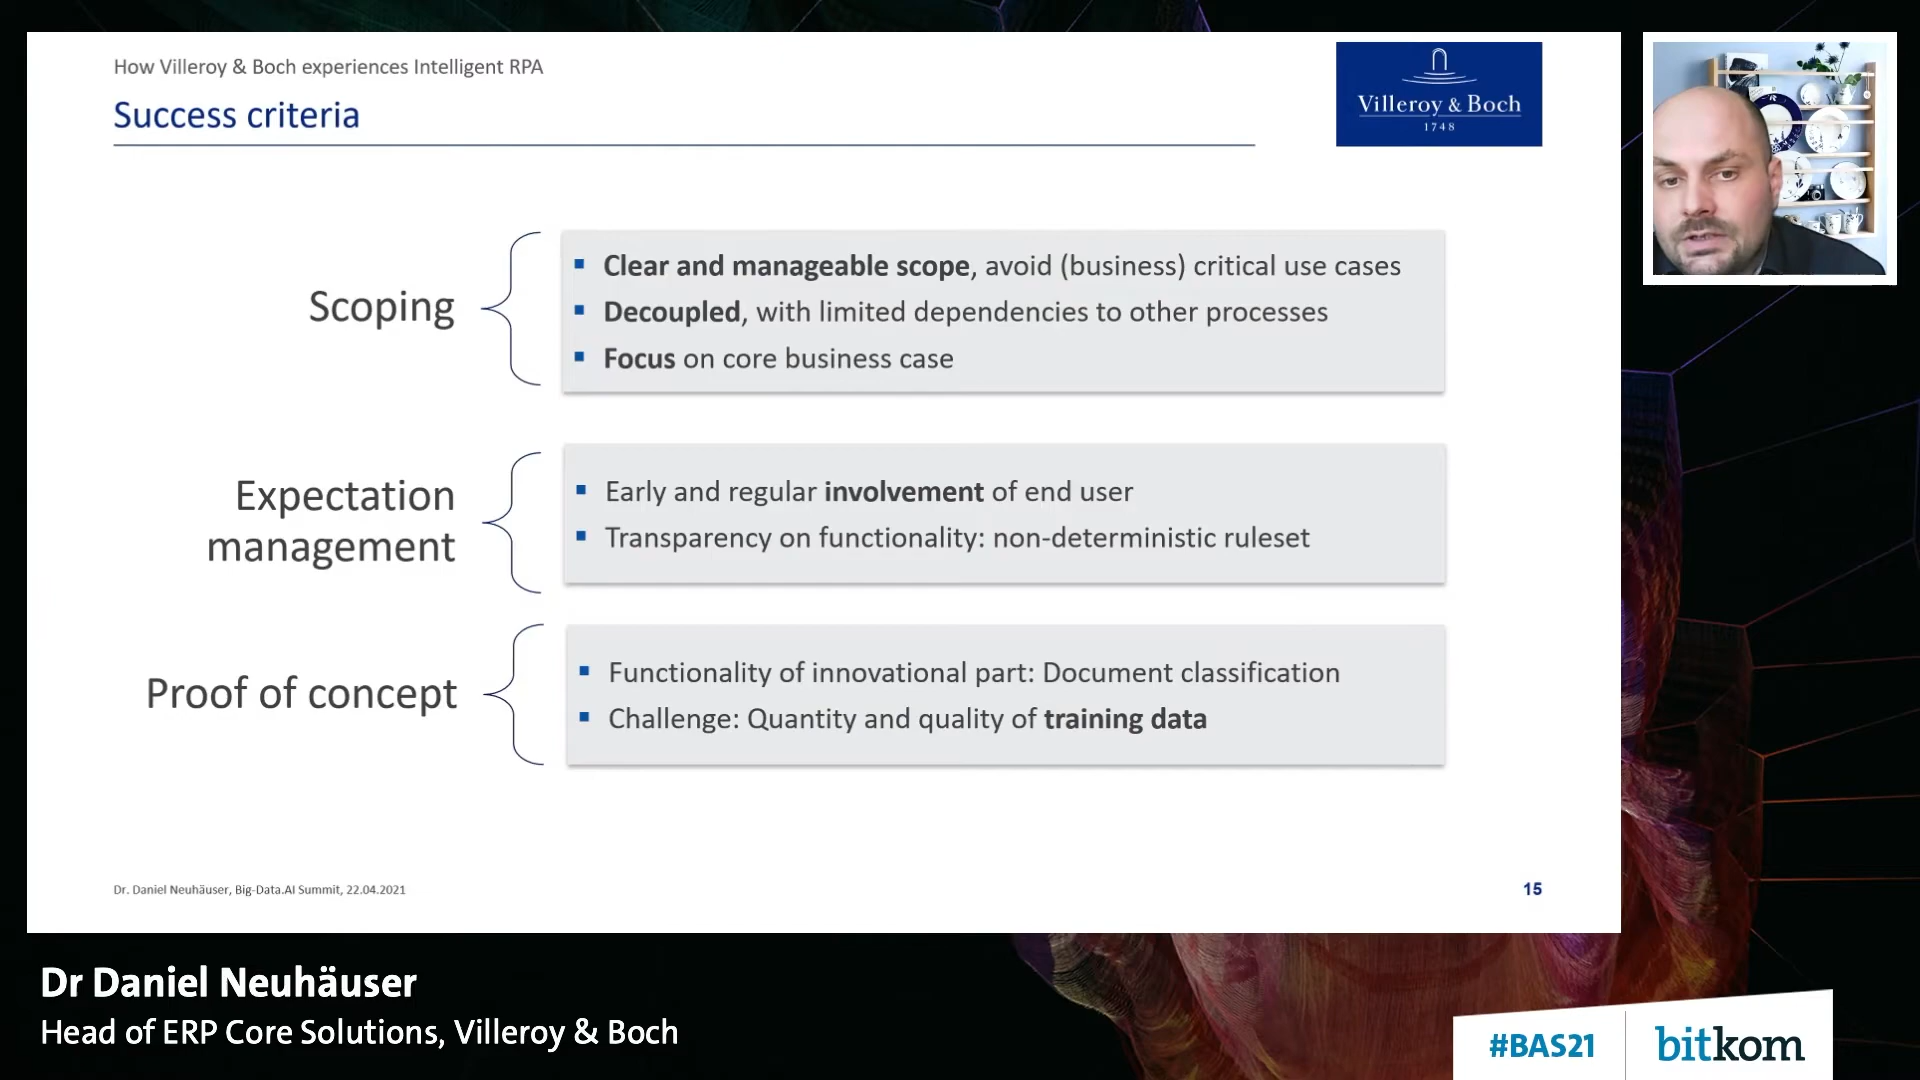 How Villeroy & Boch experiences Intelligent RPA
Success criteria
Villeroy & Boch
1748
Scoping
▪ Clear and manageable scope, avoid (business) critical use cases
▪ Decoupled, with limited dependencies to other processes
▪ Focus on core business case
Expectation
management
▪ Early and regular involvement of end user
▪ Transparency on functionality: non-deterministic ruleset
Proof of concept
▪ Functionality of innovational part: Document classification
▪ Challenge: Quantity and quality of training data
Dr. Daniel Neuhäuser, Big-Data.AI Summit, 22.04.2021
15
Dr Daniel Neuhäuser
Head of ERP Core Solutions, Villeroy & Boch
#BAS21
bitkom